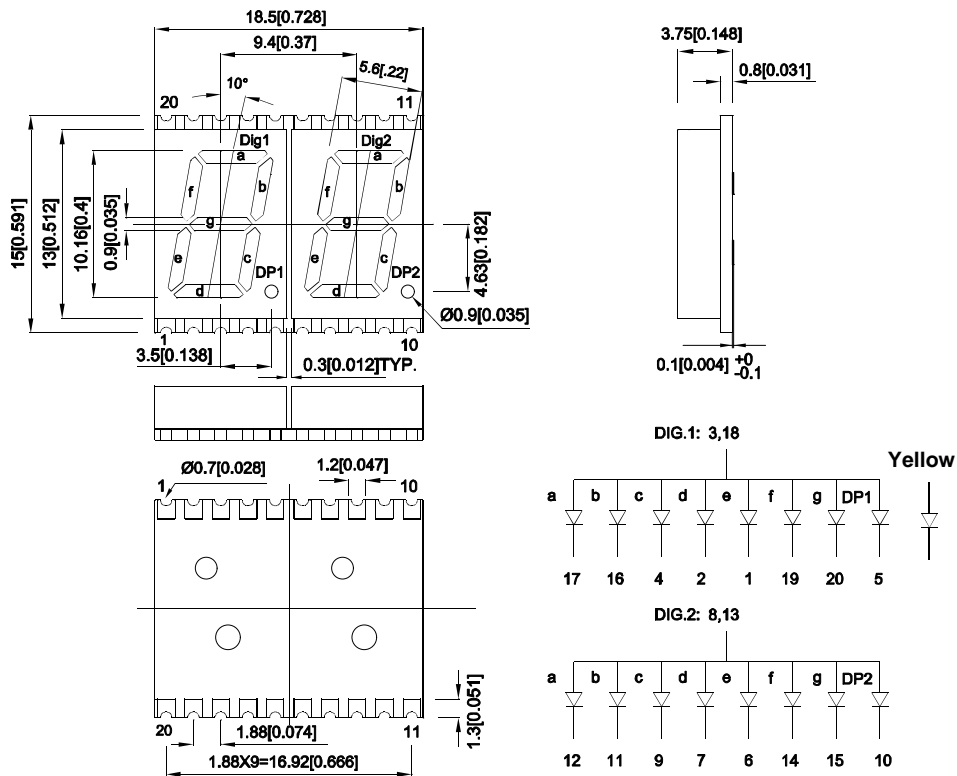 18.5[0.728]
9.4[0.37]
5.6[.22]
10°
20
11
Dig1
Dig2
a
b
c
d
e
f
g
DP1
a
b
c
d
e
f
g
DP2
15[0.591]
13[0.512]
10.16[0.4]
0.9[0.035]
4.63[0.182]
Ø0.9[0.035]
1
10
3.5[0.138]
0.3[0.012]TYP.
3.75[0.148]
0.8[0.031]
0.1[0.004] +0 -0.1
Ø0.7[0.028]
1.2[0.047]
1
10
20
11
1.88[0.074]
1.88X9=16.92[0.666]
1.3[0.051]
DIG.1: 3,18
Yellow
a b c d e f g DP1
17 16 4 2 1 19 20 5
DIG.2: 8,13
a b c d e f g DP2
12 11 9 7 6 14 15 10